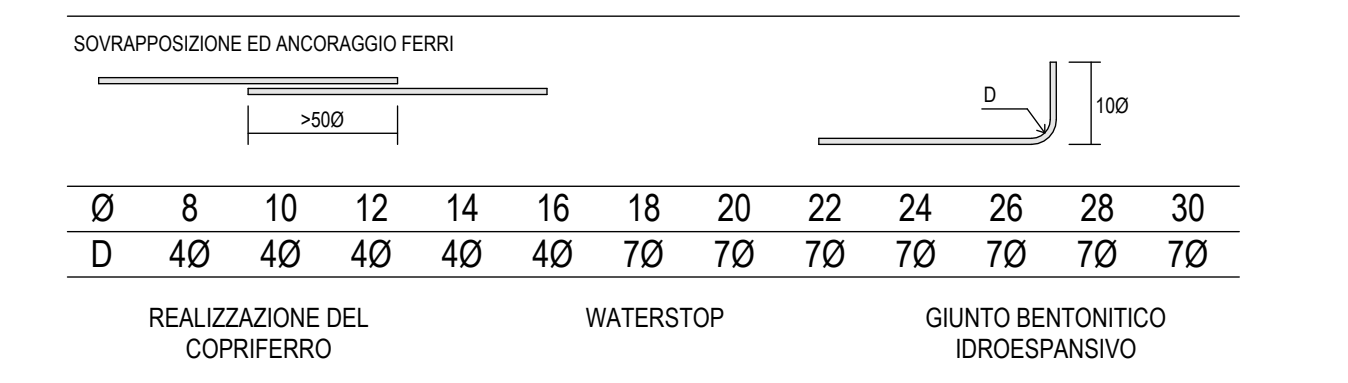 SOVRAPPOSIZIONE ED ANCORAGGIO FERRI
>50Ø
D
10Ø
Ø 8 10 12 14 16 18 20 22 24 26 28 30
D 4Ø 4Ø 4Ø 4Ø 4Ø 7Ø 7Ø 7Ø 7Ø 7Ø 7Ø 7Ø
REALIZZAZIONE DEL
COPRIFERRO
WATERSTOP
GIUNTO BENTONITICO
IDROESPANSIVO